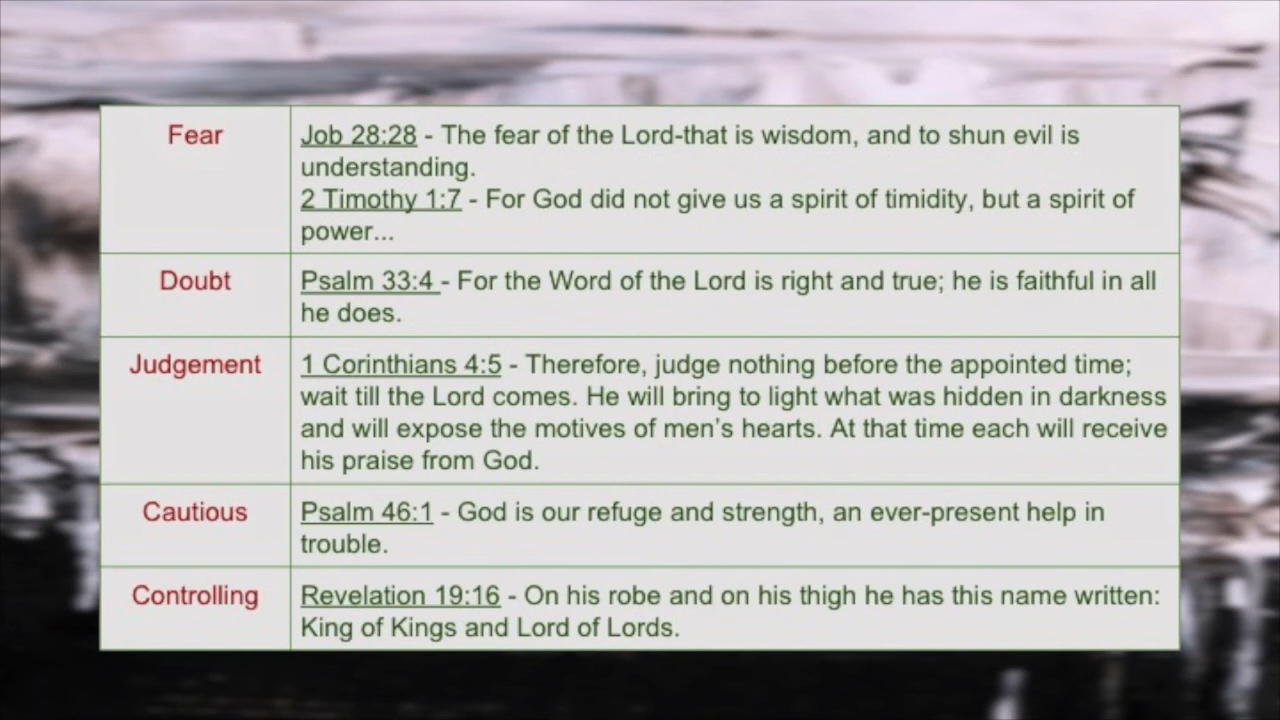 Fear
Job 28:28 - The fear of the Lord-that is wisdom, and to shun evil is
understanding.
2 Timothy 1:7 - For God did not give us a spirit of timidity, but a spirit of
power...
Doubt
Psalm 33:4 - For the Word of the Lord is right and true; he is faithful in all
he does.
Judgement
1 Corinthians 4:5 - Therefore, judge nothing before the appointed time;
wait till the Lord comes. He will bring to light what was hidden in darkness
and will expose the motives of men's hearts. At that time each will receive
his praise from God.
Cautious
Psalm 46:1 - God is our refuge and strength, an ever-present help in
trouble.
Controlling
Revelation 19:16 - On his robe and on his thigh he has this name written:
King of Kings and Lord of Lords.